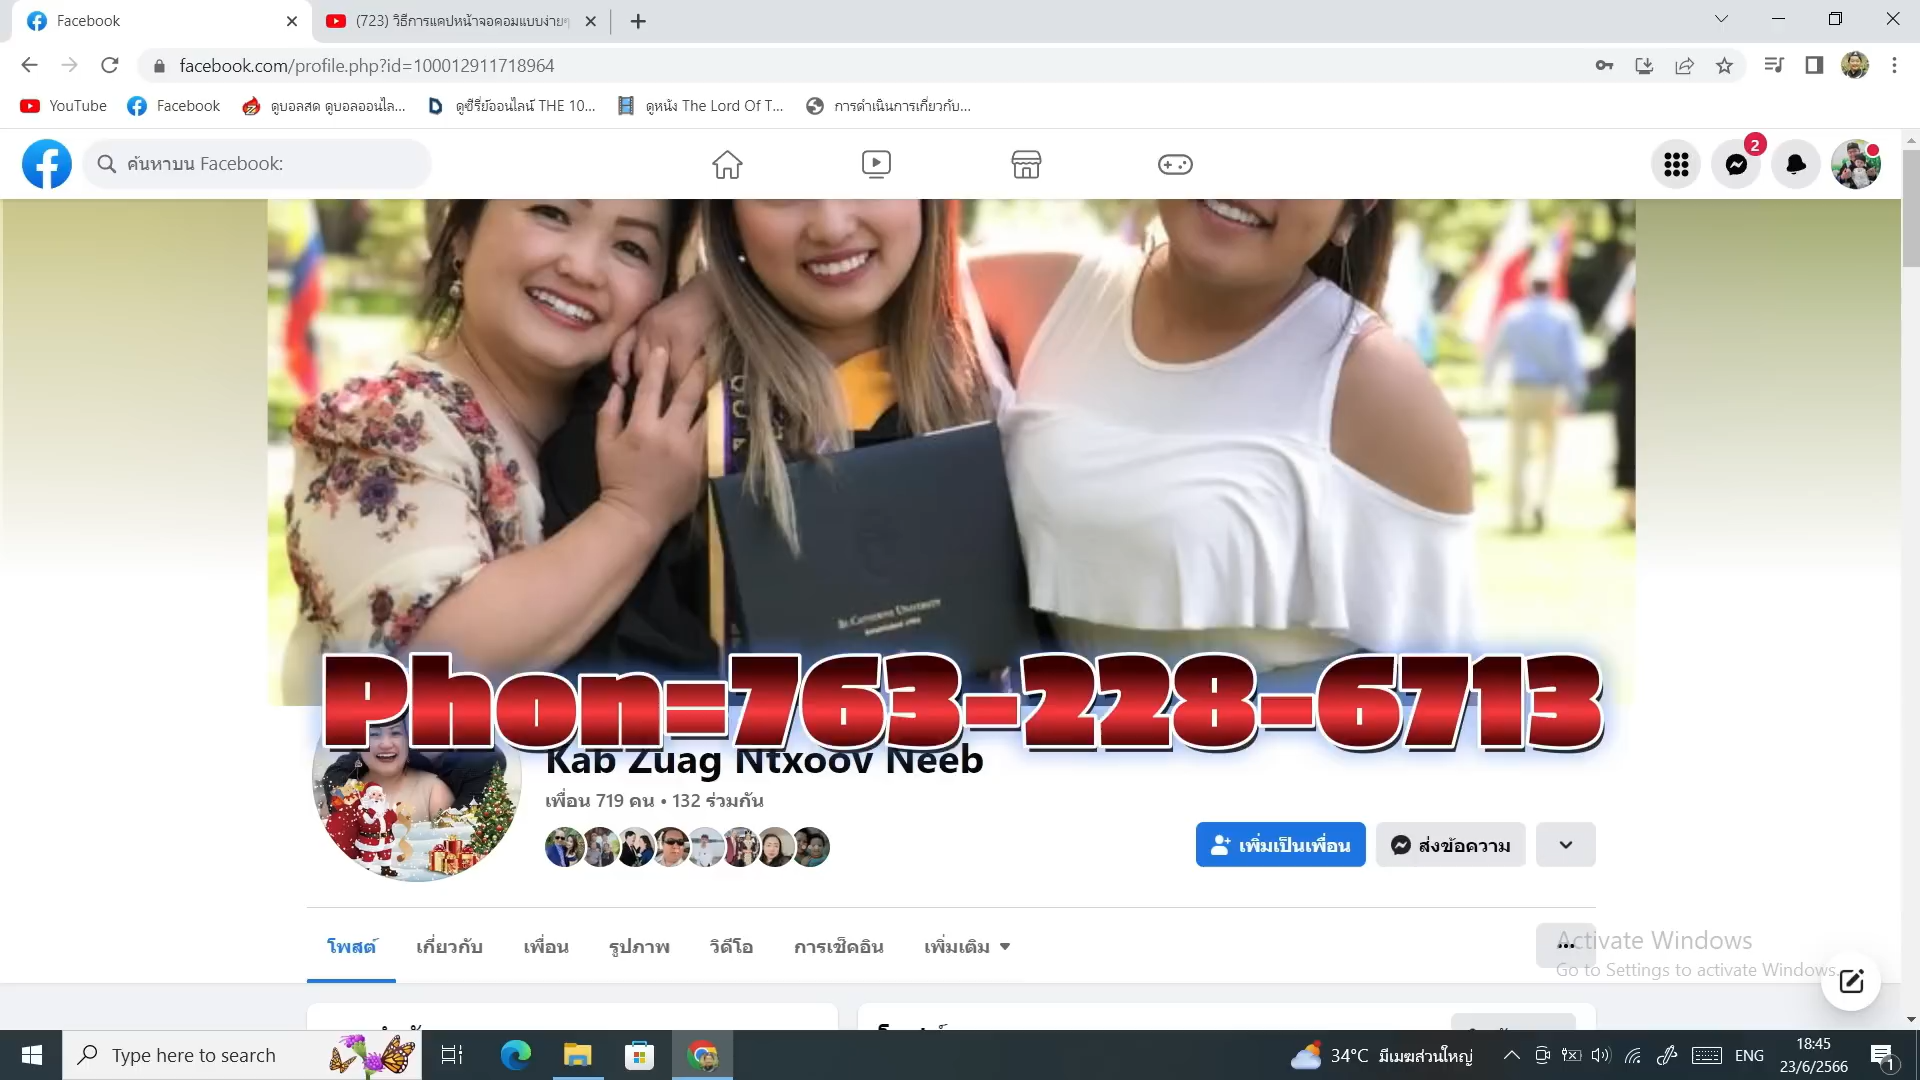 Facebook
(723) วิธีการแคปหน้าจอคอมแบบง่ายๆ
facebook.com/profile.php?id=100012911718964
YouTube
Facebook
ดูบอลสด ดูบอลออนไล...
ดูซีรี่ย์ออนไลน์ THE 10...
ดูหนัง The Lord Of T...
การดำเนินการเกี่ยวกับ...
ค้นหาบน Facebook:
2
St. Catherine University
Phon=763-228-6713
Kab Zuag Ntxoov Neeb
เพื่อน 719 คน • 132 ร่วมกัน
เพิ่มเป็นเพื่อน
ส่งข้อความ
โพสต์
เกี่ยวกับ
เพื่อน
รูปภาพ
วิดีโอ
การเช็คอิน
เพิ่มเติม
Activate Windows
Go to Settings to activate Windows.
Type here to search
34°C มีเมฆส่วนใหญ่
ENG
18:45
23/6/2566
1